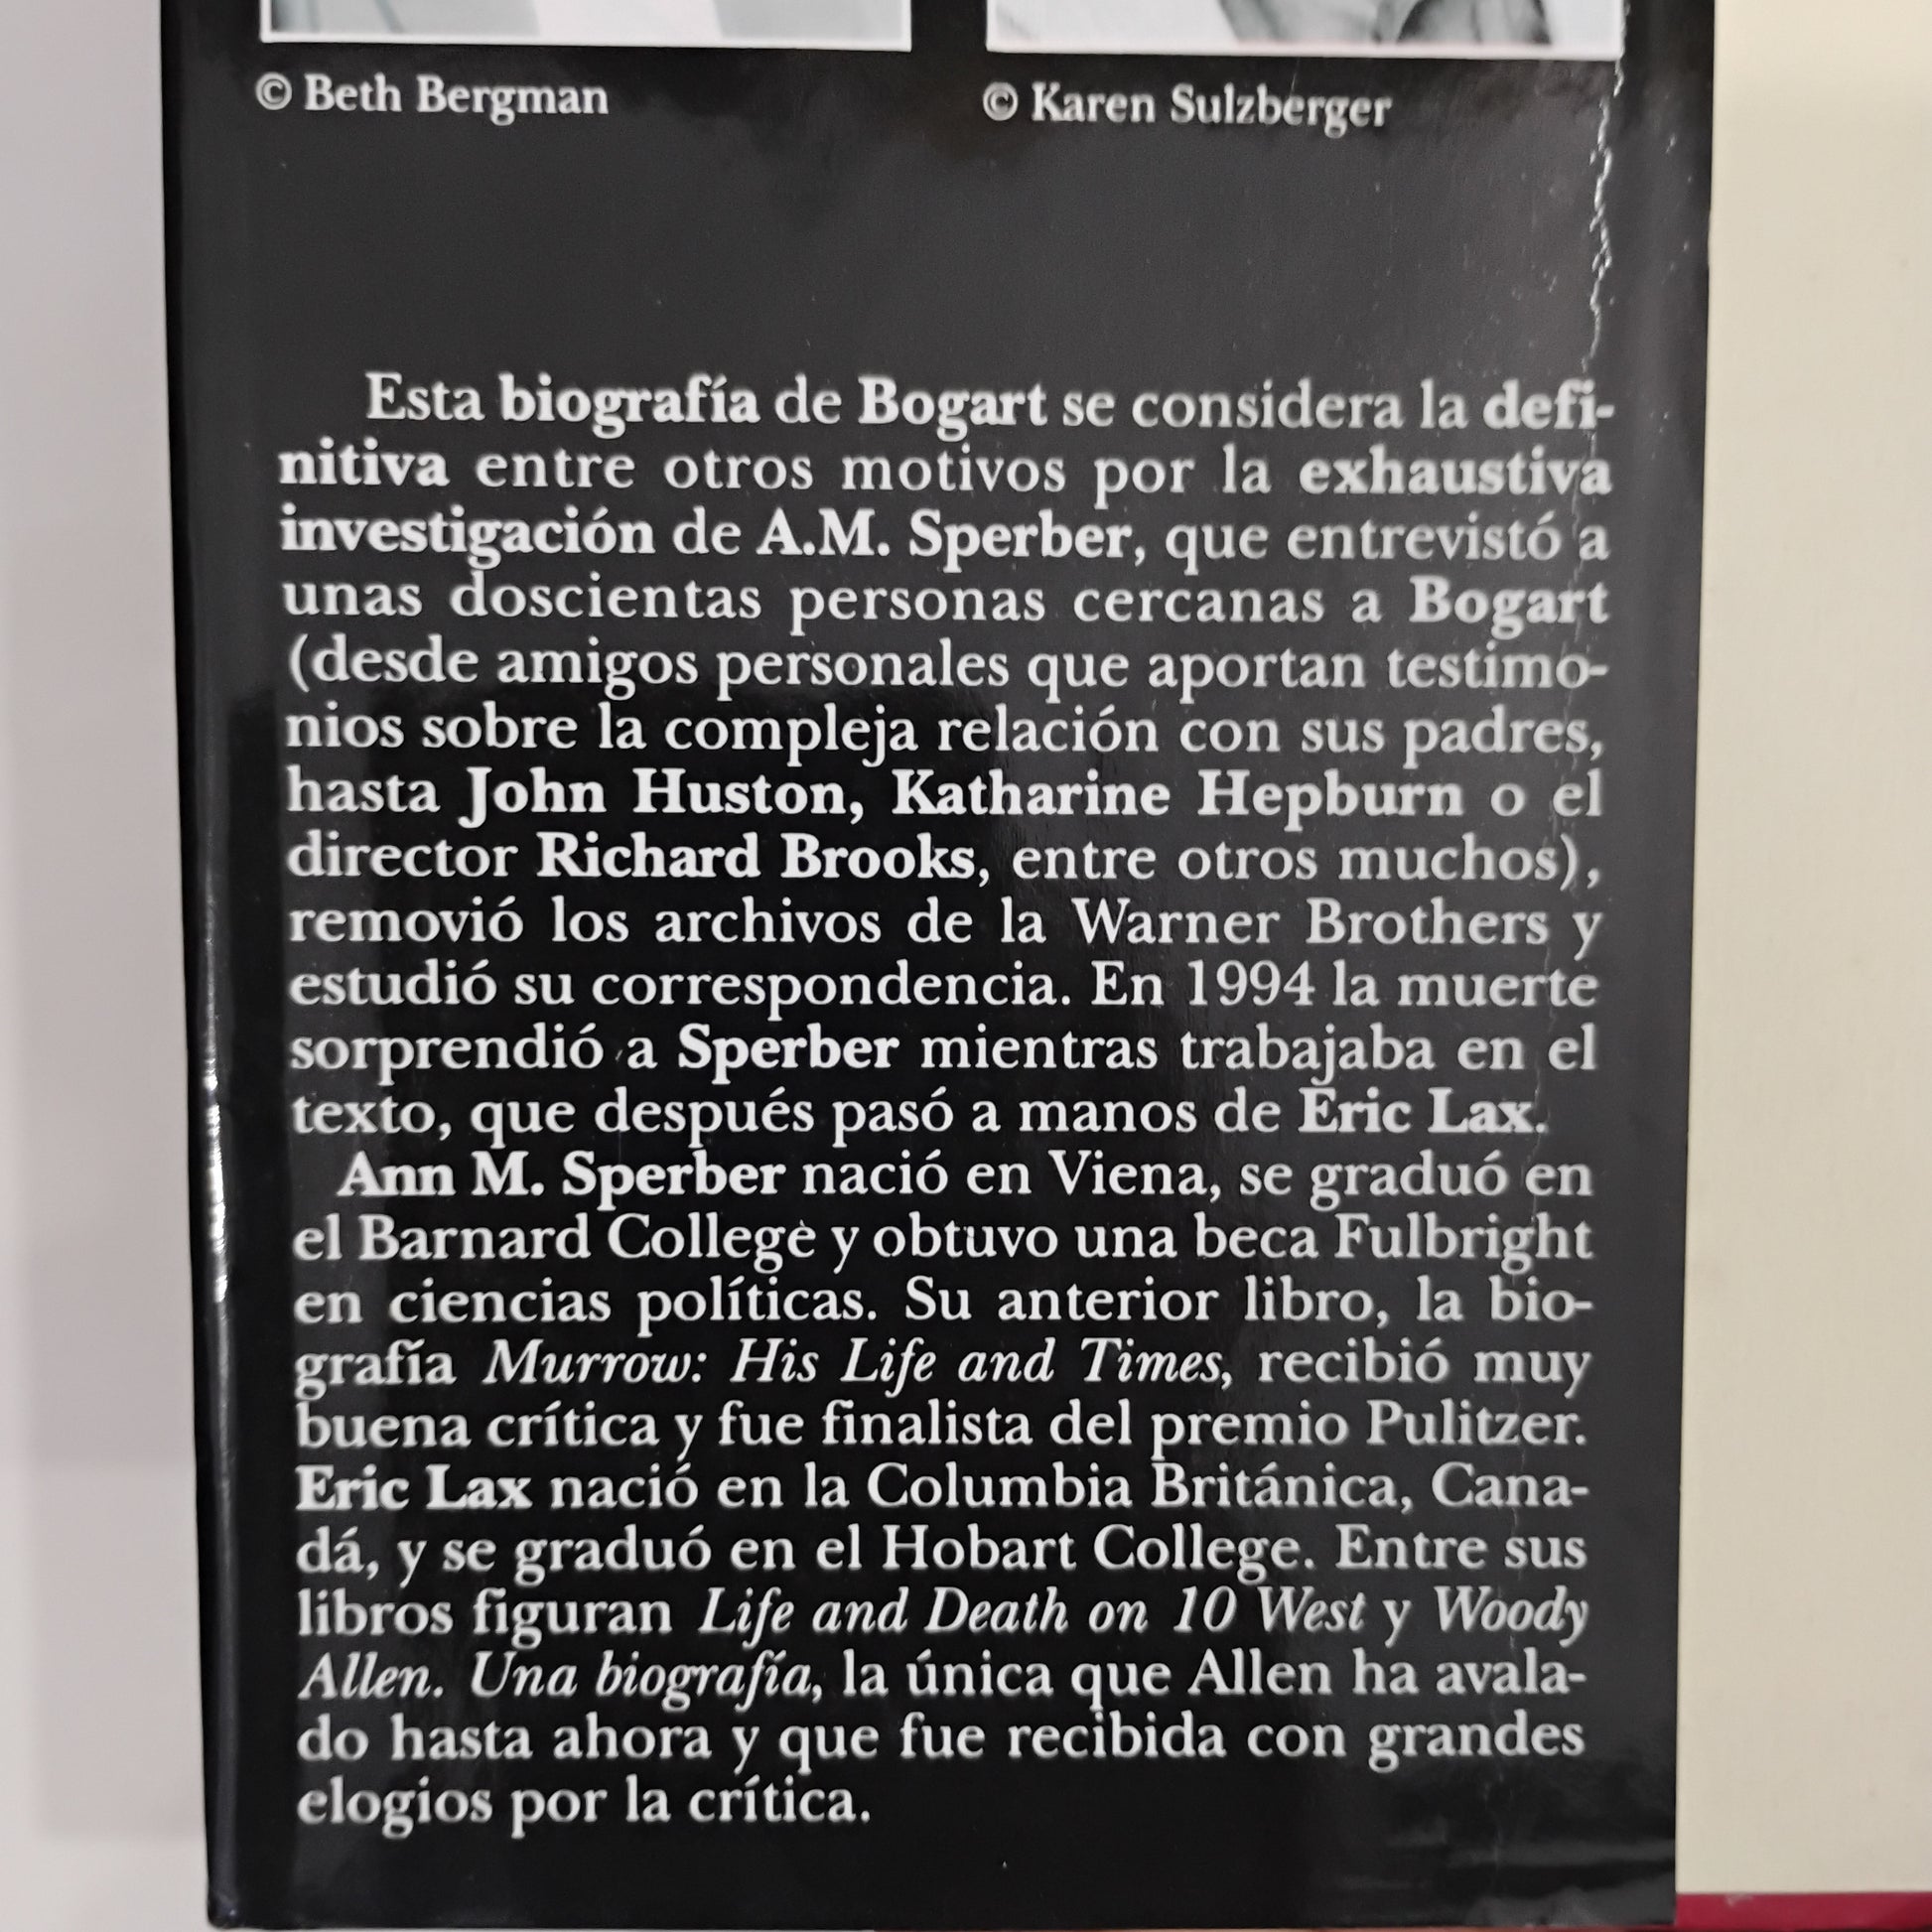 © Beth Bergman
© Karen Sulzberger
Esta biografía de Bogart se considera la defi-
nitiva entre otros motivos por la exhaustiva
investigación de A.M. Sperber, que entrevistó a
unas doscientas personas cercanas a Bogart
(desde amigos personales que aportan testimo-
nios sobre la compleja relación con sus padres,
hasta John Huston, Katharine Hepburn o el
director Richard Brooks, entre otros muchos),
removió los archivos de la Warner Brothers y
estudió su correspondencia. En 1994 la muerte
sorprendió a Sperber mientras trabajaba en el
texto, que después pasó a manos de Eric Lax.
Ann M. Sperber nació en Viena, se graduó en
el Barnard College y obtuvo una beca Fulbright
en ciencias políticas. Su anterior libro, la bio-
grafía Murrow: His Life and Times, recibió muy
buena crítica y fue finalista del premio Pulitzer.
Eric Lax nació en la Columbia Británica, Cana-
dá, y se graduó en el Hobart College. Entre sus
libros figuran Life and Death on 10 West y Woody
Allen. Una biografía, la única que Allen ha avala-
do hasta ahora y que fue recibida con grandes
elogios por la crítica.